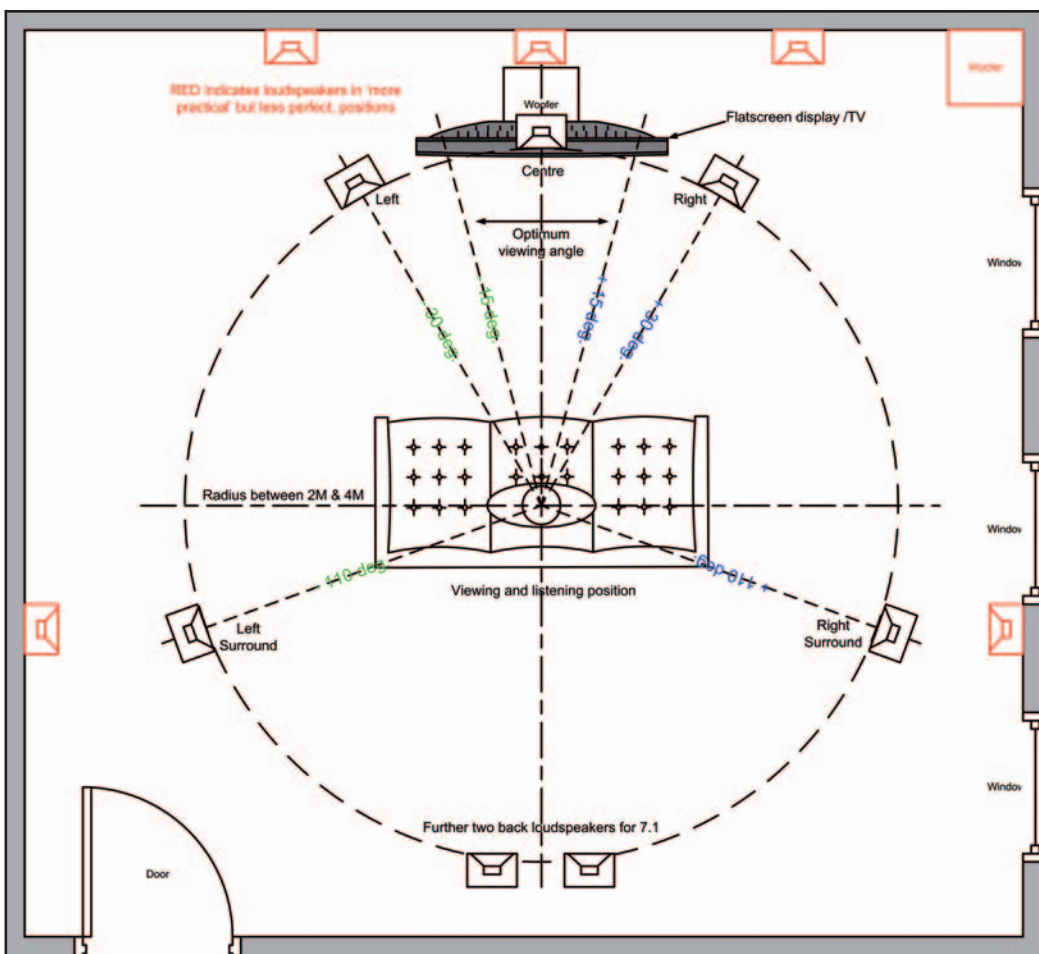 RED indicates loudspeakers in 'more
practical' but less perfect, positions
Woofer
Woofer
Flatscreen display /TV
Centre
Left
Right
Optimum
viewing angle
- 30 deg.
- 15 deg.
+ 15 deg.
+ 30 deg.
Window
Radius between 2M & 4M
Window
- 110 deg.
+ 110 deg.
Viewing and listening position
Left
Surround
Right
Surround
Window
Further two back loudspeakers for 7.1
Door